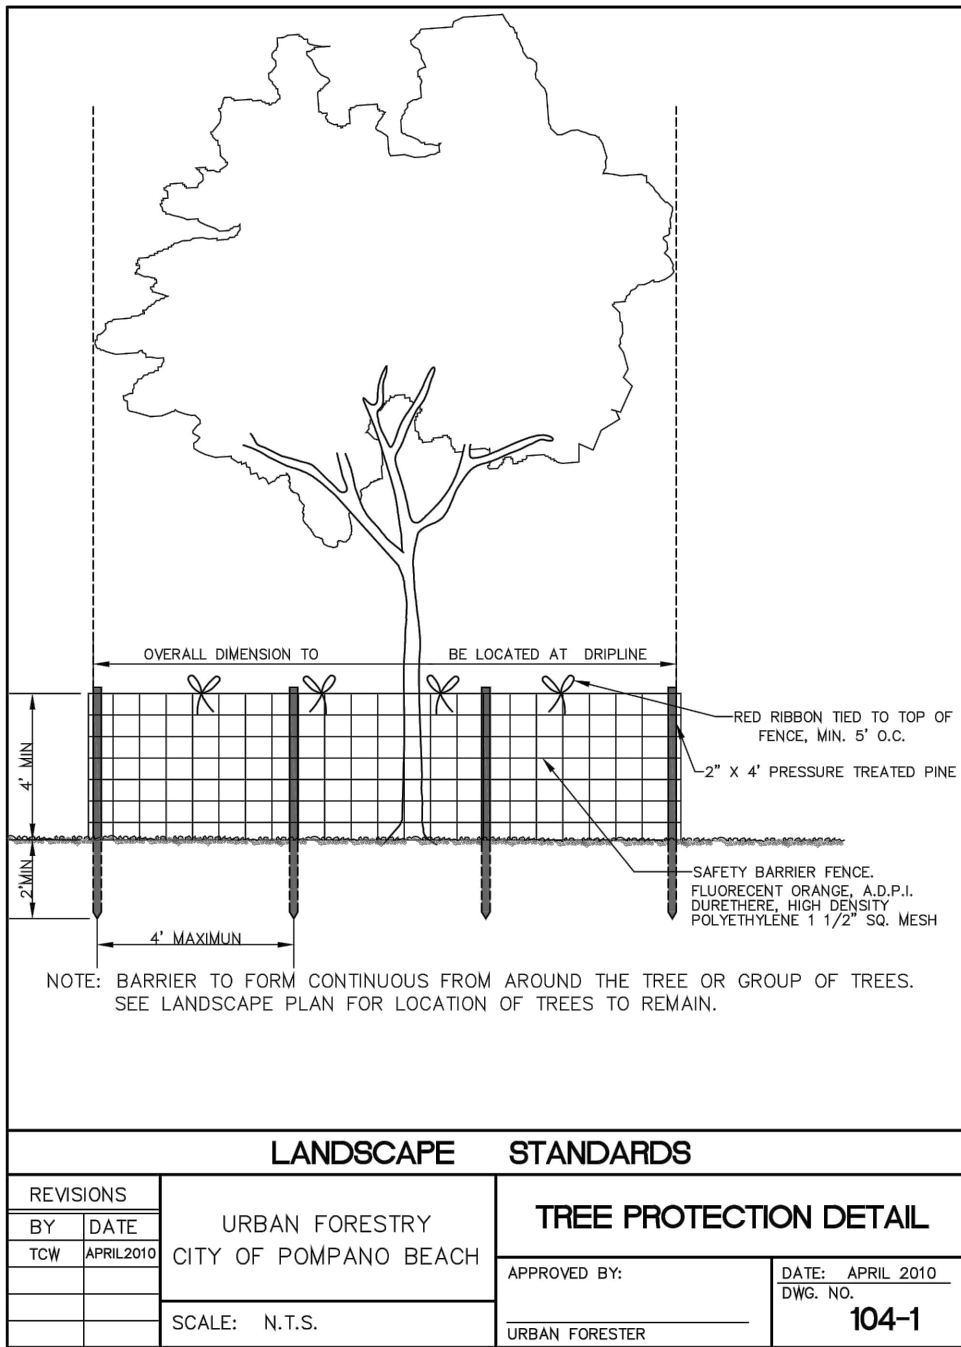 OVERALL DIMENSION TO BE LOCATED AT DRIPLINE
RED RIBBON TIED TO TOP OF
FENCE, MIN. 5' O.C.
2" X 4' PRESSURE TREATED PINE
4' MIN
2'MIN
SAFETY BARRIER FENCE.
FLUORECENT ORANGE, A.D.P.I.
DURETHERE, HIGH DENSITY
POLYETHYLENE 1 1/2" SQ. MESH
4' MAXIMUN
NOTE: BARRIER TO FORM CONTINUOUS FROM AROUND THE TREE OR GROUP OF TREES.
SEE LANDSCAPE PLAN FOR LOCATION OF TREES TO REMAIN.
LANDSCAPE STANDARDS
REVISIONS
BY DATE
TCW APRIL2010
URBAN FORESTRY
CITY OF POMPANO BEACH
SCALE: N.T.S.
TREE PROTECTION DETAIL
APPROVED BY:
URBAN FORESTER
DATE: APRIL 2010
DWG. NO.
104-1